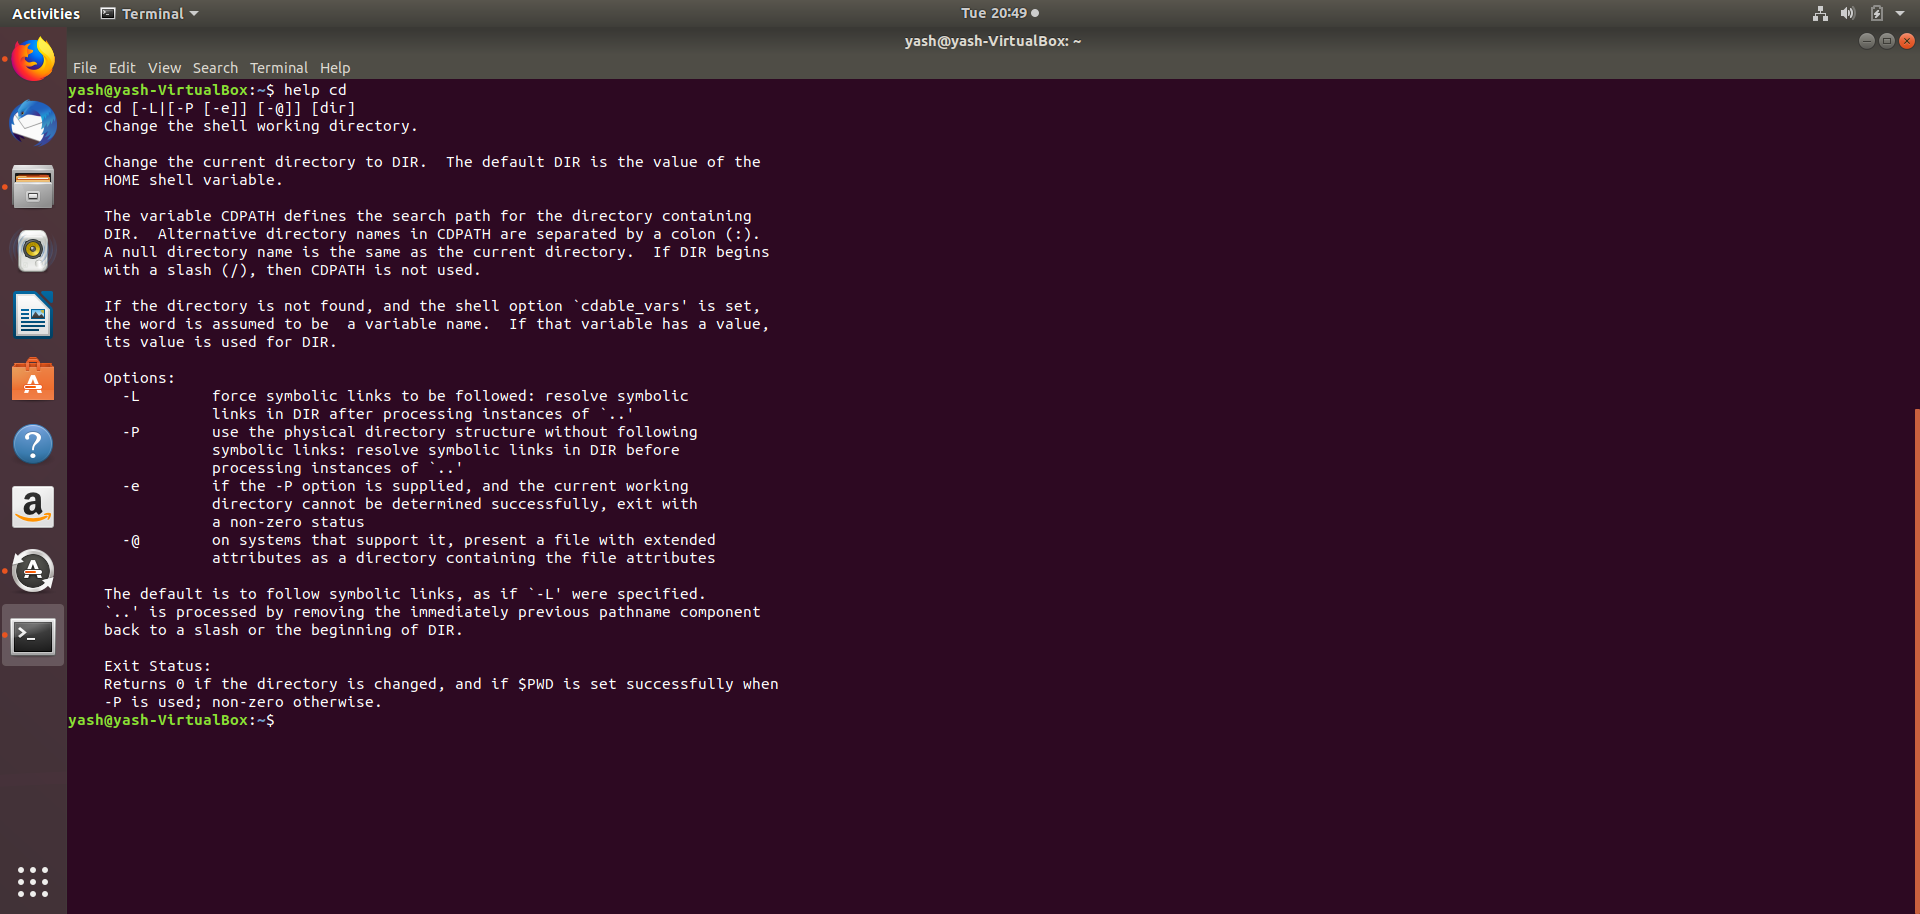 Activities Terminal Tue 20:49
yash@yash-VirtualBox: ~
File Edit View Search Terminal Help
yash@yash-VirtualBox:~$ help cd
cd: cd [-L|[-P [-e]] [-@]] [dir]
    Change the shell working directory.

    Change the current directory to DIR.  The default DIR is the value of the
    HOME shell variable.

    The variable CDPATH defines the search path for the directory containing
    DIR.  Alternative directory names in CDPATH are separated by a colon (:).
    A null directory name is the same as the current directory.  If DIR begins
    with a slash (/), then CDPATH is not used.

    If the directory is not found, and the shell option `cdable_vars' is set,
    the word is assumed to be  a variable name.  If that variable has a value,
    its value is used for DIR.

    Options:
      -L        force symbolic links to be followed: resolve symbolic
                links in DIR after processing instances of `..'
      -P        use the physical directory structure without following
                symbolic links: resolve symbolic links in DIR before
                processing instances of `..'
      -e        if the -P option is supplied, and the current working
                directory cannot be determined successfully, exit with
                a non-zero status
      -@        on systems that support it, present a file with extended
                attributes as a directory containing the file attributes

    The default is to follow symbolic links, as if `-L' were specified.
    `..' is processed by removing the immediately previous pathname component
    back to a slash or the beginning of DIR.

    Exit Status:
    Returns 0 if the directory is changed, and if $PWD is set successfully when
    -P is used; non-zero otherwise.
yash@yash-VirtualBox:~$